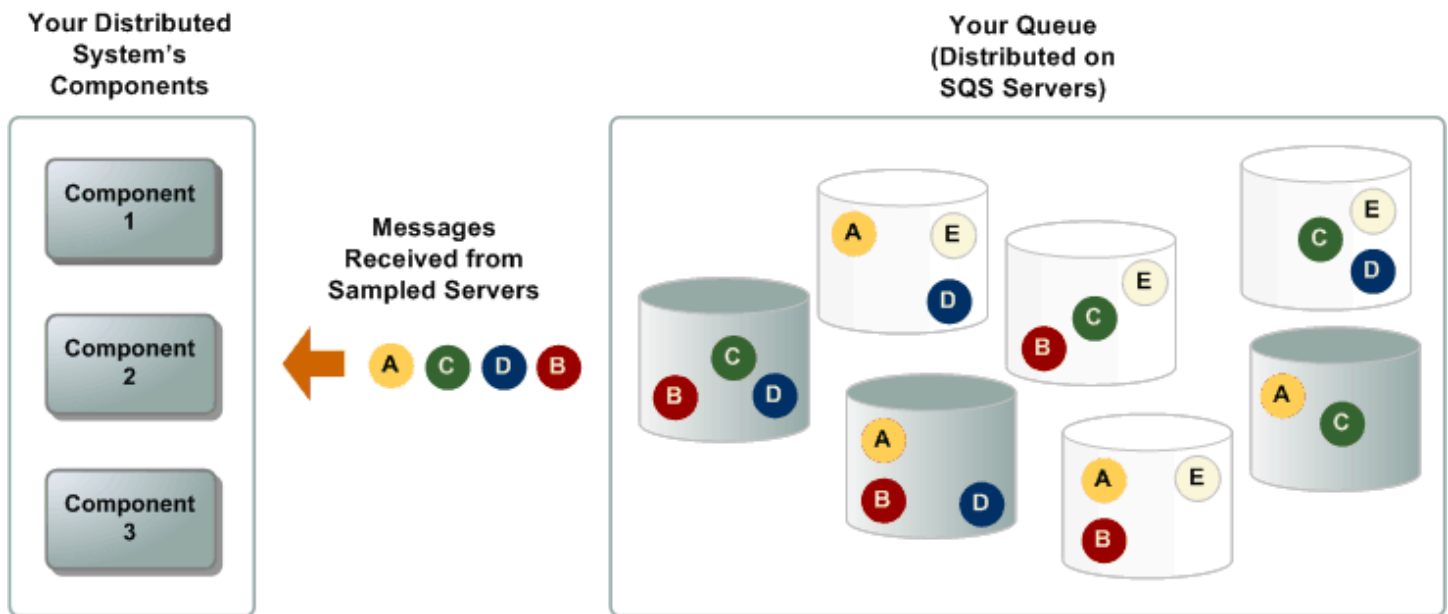 Your Distributed
System's
Components
Your Queue
(Distributed on
SQS Servers)
Component
1
Component
2
Component
3
Messages
Received from
Sampled Servers
A C D B
A E D
B C E
E C D
C B D
A B D
A E B
A C